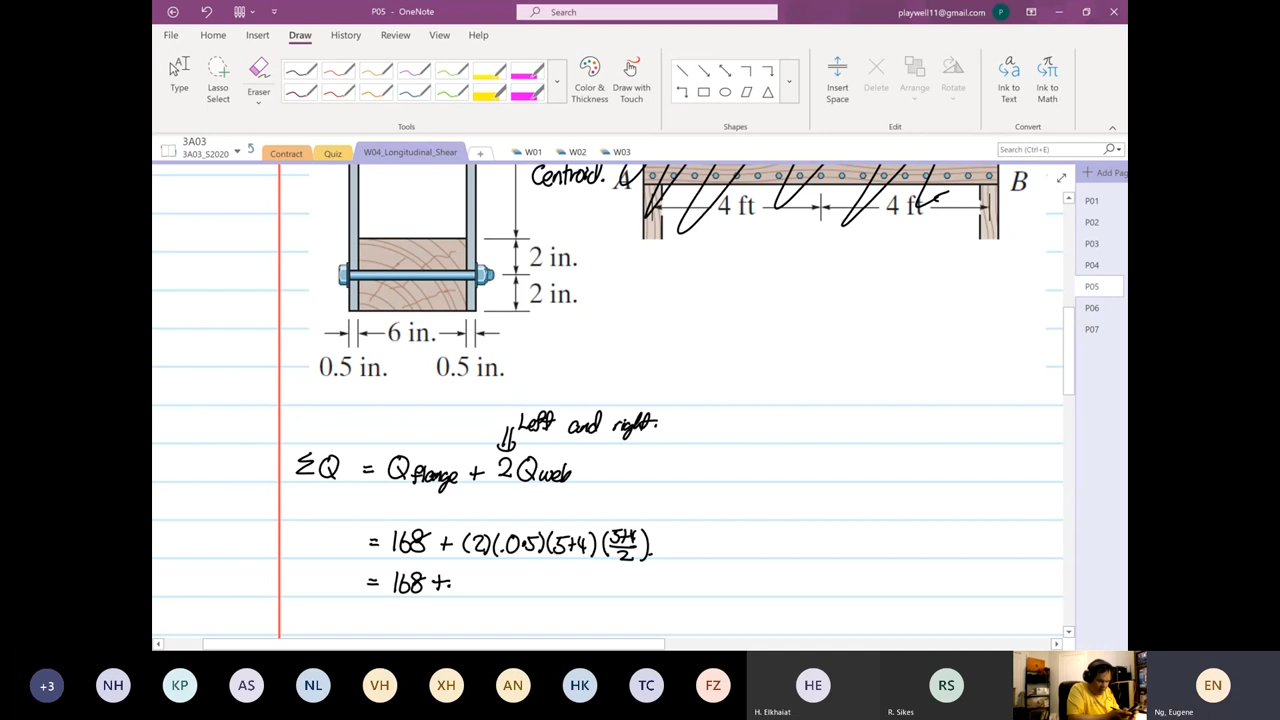 P05 - OneNote
Search
playwell11@gmail.com
P
File Home Insert Draw History Review View Help
Type
Lasso Select
Eraser
Color & Thickness
Draw with Touch
Insert Space
Delete
Arrange
Rotate
Ink to Text
Ink to Math
Tools
Shapes
Edit
Convert
3A03
3A03_S2020
5
Contract
Quiz
W04_Longitudinal_Shear
+
W01
W02
W03
Search (Ctrl+E)
+ Add Pag
P01
P02
P03
P04
P05
P06
P07
Centroid.
A
B
4 ft
4 ft
2 in.
2 in.
6 in.
0.5 in. 0.5 in.
Left and right.
ΣQ = Qflange + 2Qweb
= 168 + (2)(.0.5)(5+4)(5+4/2).
= 168 +
+3 NH KP AS NL VH XH AN HK TC FZ HE RS EN
H. Elkhaiat
R. Sikes
Ng, Eugene